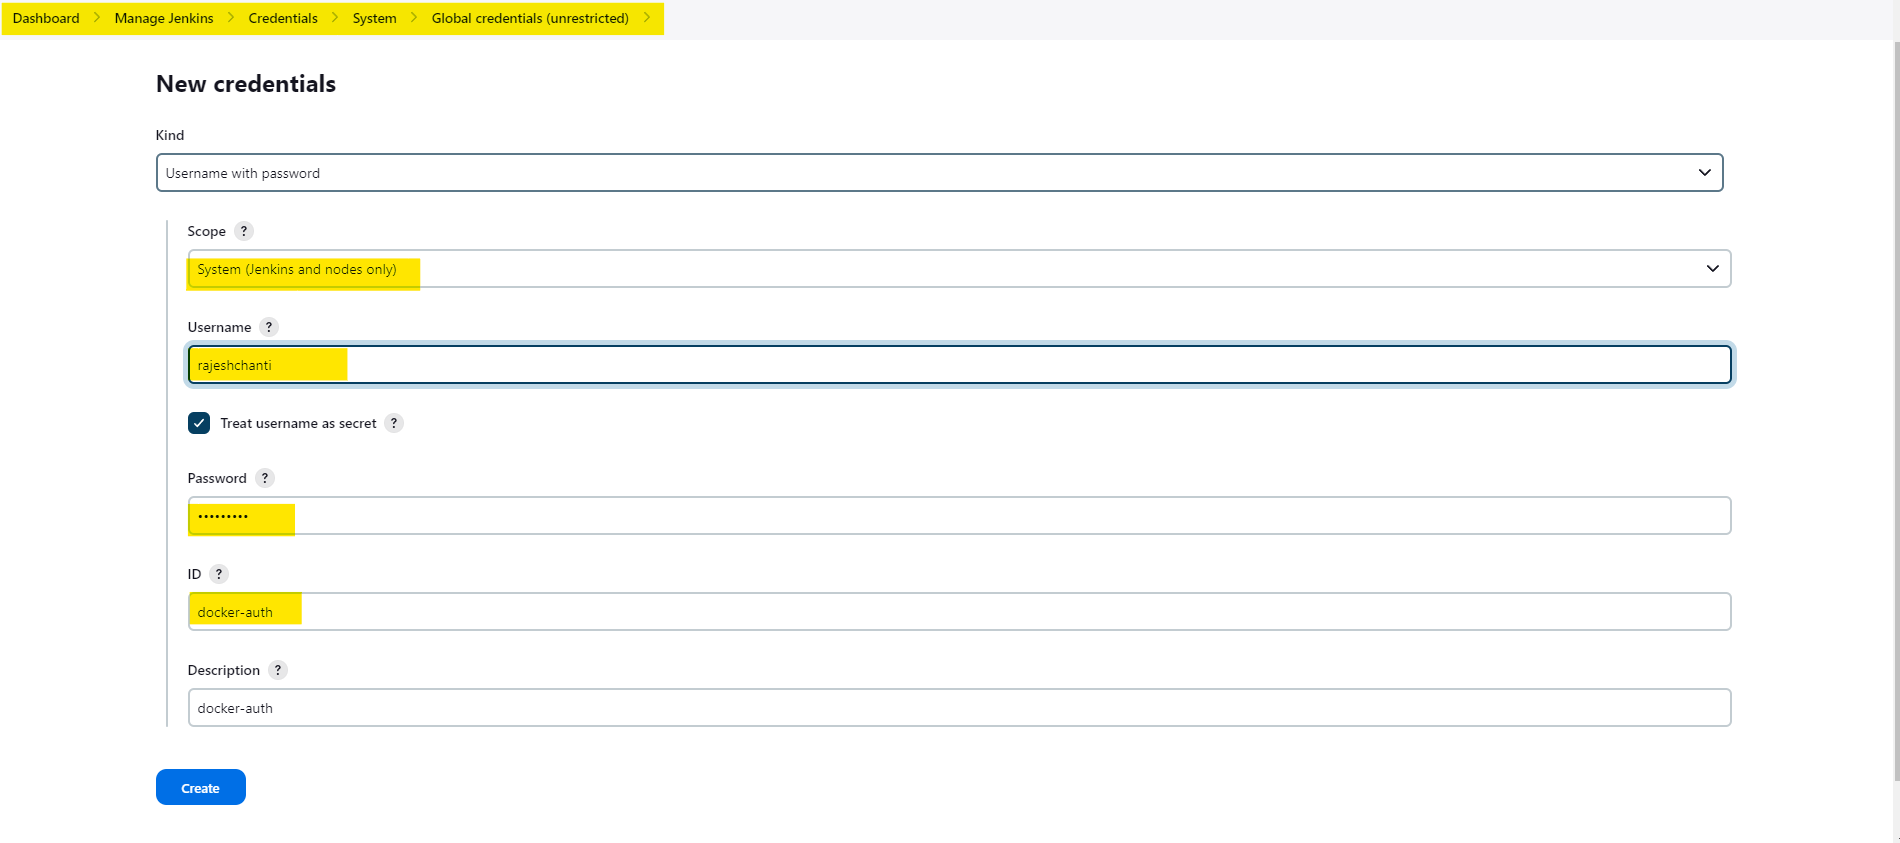 Dashboard > Manage Jenkins > Credentials > System > Global credentials (unrestricted) >
New credentials
Kind
Username with password
Scope ?
System (Jenkins and nodes only)
Username ?
rajeshchanti
Treat username as secret ?
Password ?
•••••••••
ID ?
docker-auth
Description ?
docker-auth
Create